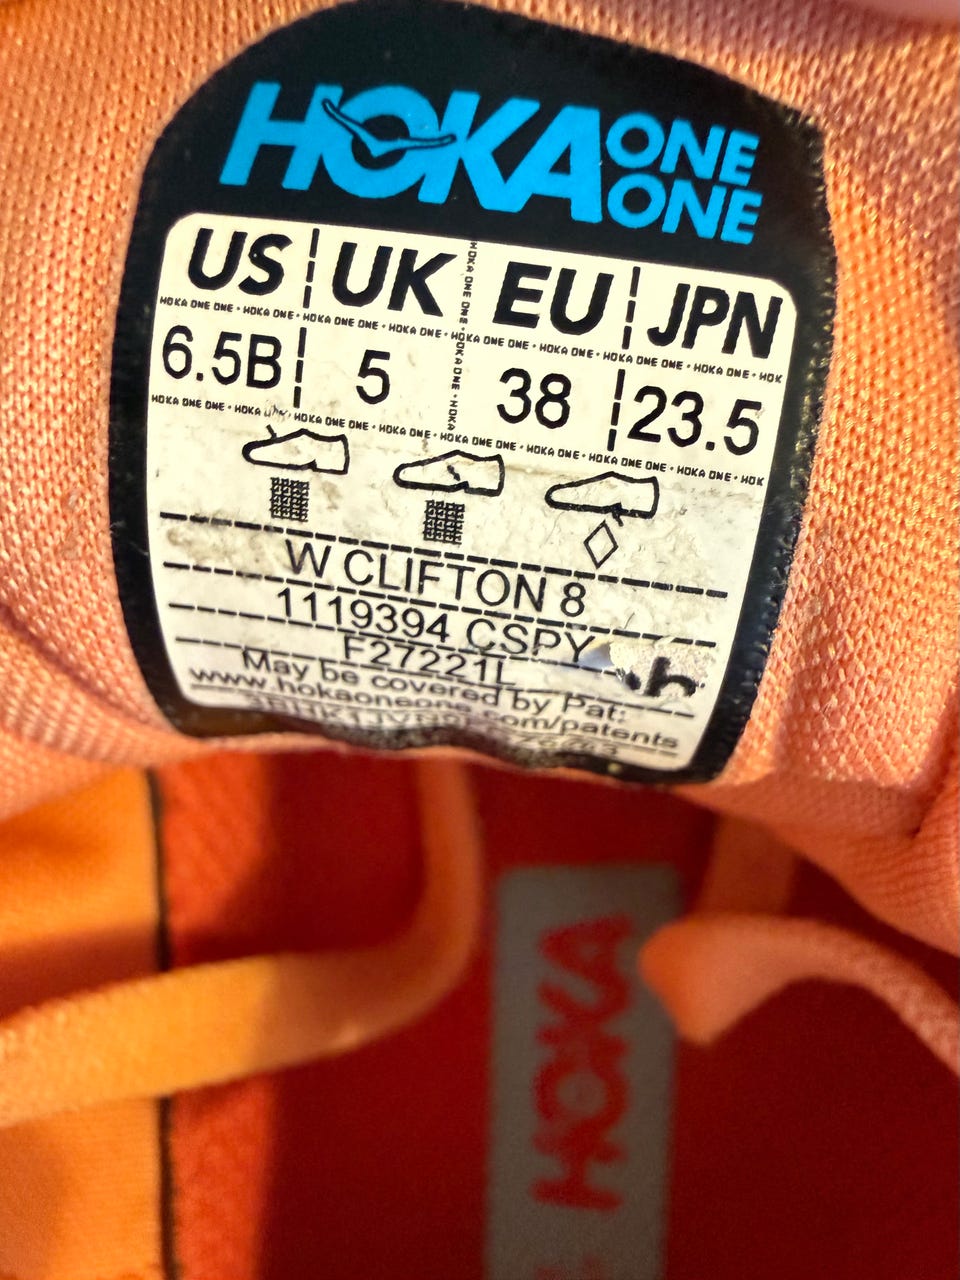 HOKA ONE ONE
US UK EU JPN
6.5B 5 38 23.5
W CLIFTON 8
1119394 CSPY
F27221L
h
May be covered by Pat:
www.hokaoneone.com/patents
HOKA